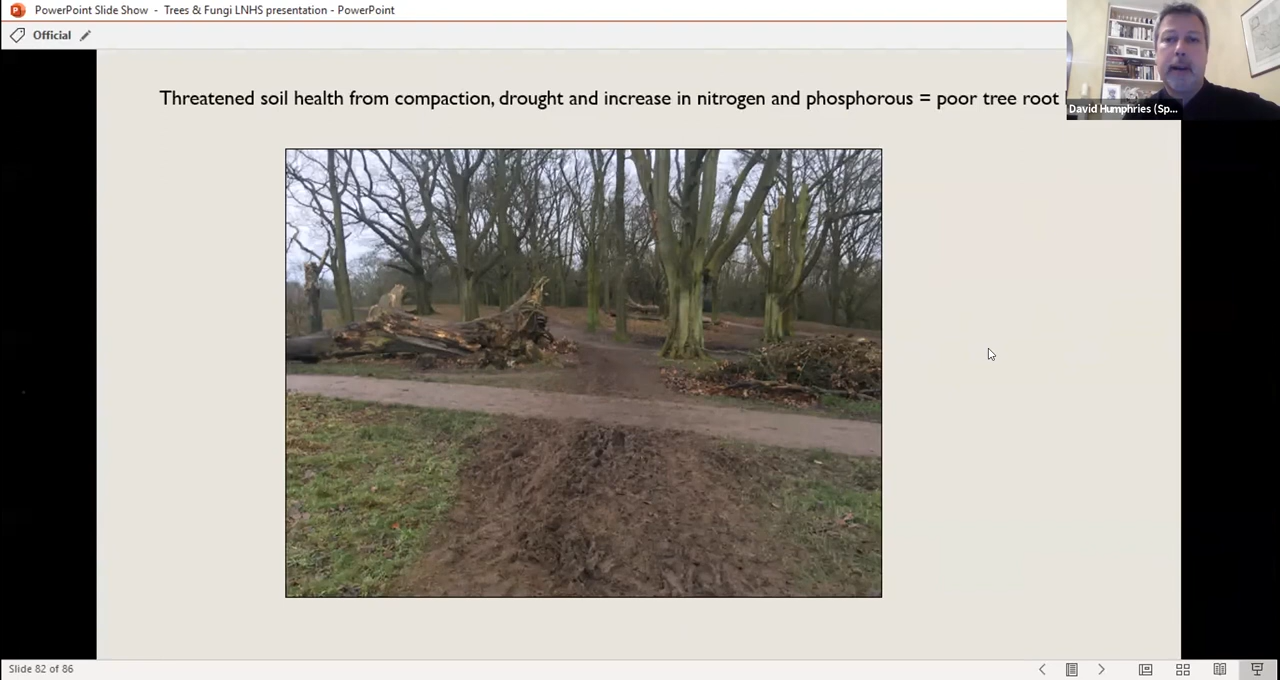 PowerPoint Slide Show - Trees & Fungi LNHS presentation - PowerPoint
Official
Threatened soil health from compaction, drought and increase in nitrogen and phosphorous = poor tree root
David Humphries (Sp...
Slide 82 of 86